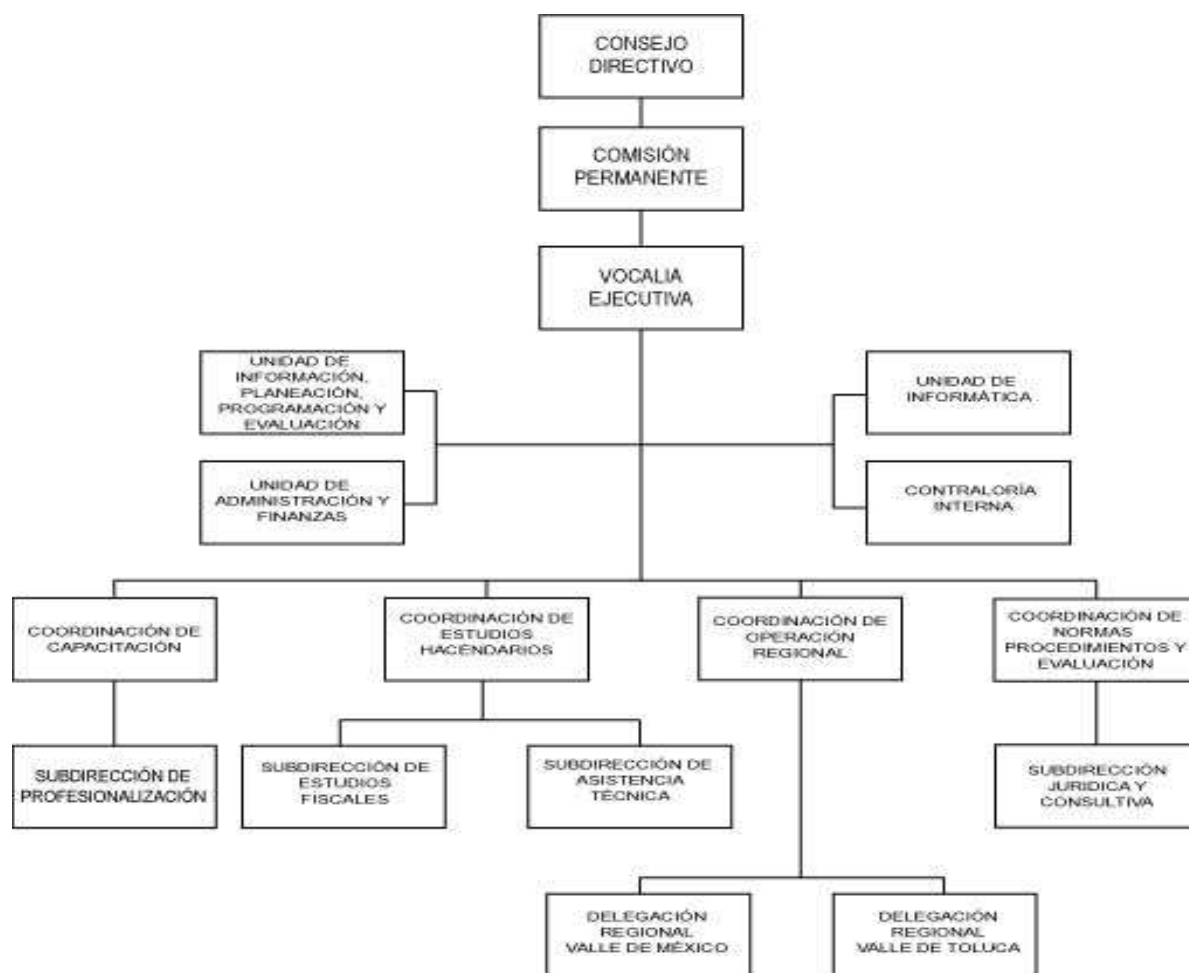 CONSEJO
DIRECTIVO
COMISIÓN
PERMANENTE
VOCALIA
EJECUTIVA
UNIDAD DE
INFORMACIÓN,
PLANEACIÓN,
PROGRAMACIÓN Y
EVALUACIÓN
UNIDAD DE
INFORMÁTICA
UNIDAD DE
ADMINISTRACIÓN Y
FINANZAS
CONTRALORÍA
INTERNA
COORDINACIÓN DE
CAPACITACIÓN
COORDINACIÓN DE
ESTUDIOS
HACENDARIOS
COORDINACIÓN DE
OPERACIÓN
REGIONAL
COORDINACIÓN DE
NORMAS
PROCEDIMIENTOS Y
EVALUACIÓN
SUBDIRECCIÓN DE
PROFESIONALIZACIÓN
SUBDIRECCIÓN DE
ESTUDIOS
FISCALES
SUBDIRECCIÓN DE
ASISTENCIA
TÉCNICA
SUBDIRECCIÓN
JURIDICA Y
CONSULTIVA
DELEGACIÓN
REGIONAL
VALLE DE MÉXICO
DELEGACIÓN
REGIONAL
VALLE DE TOLUCA